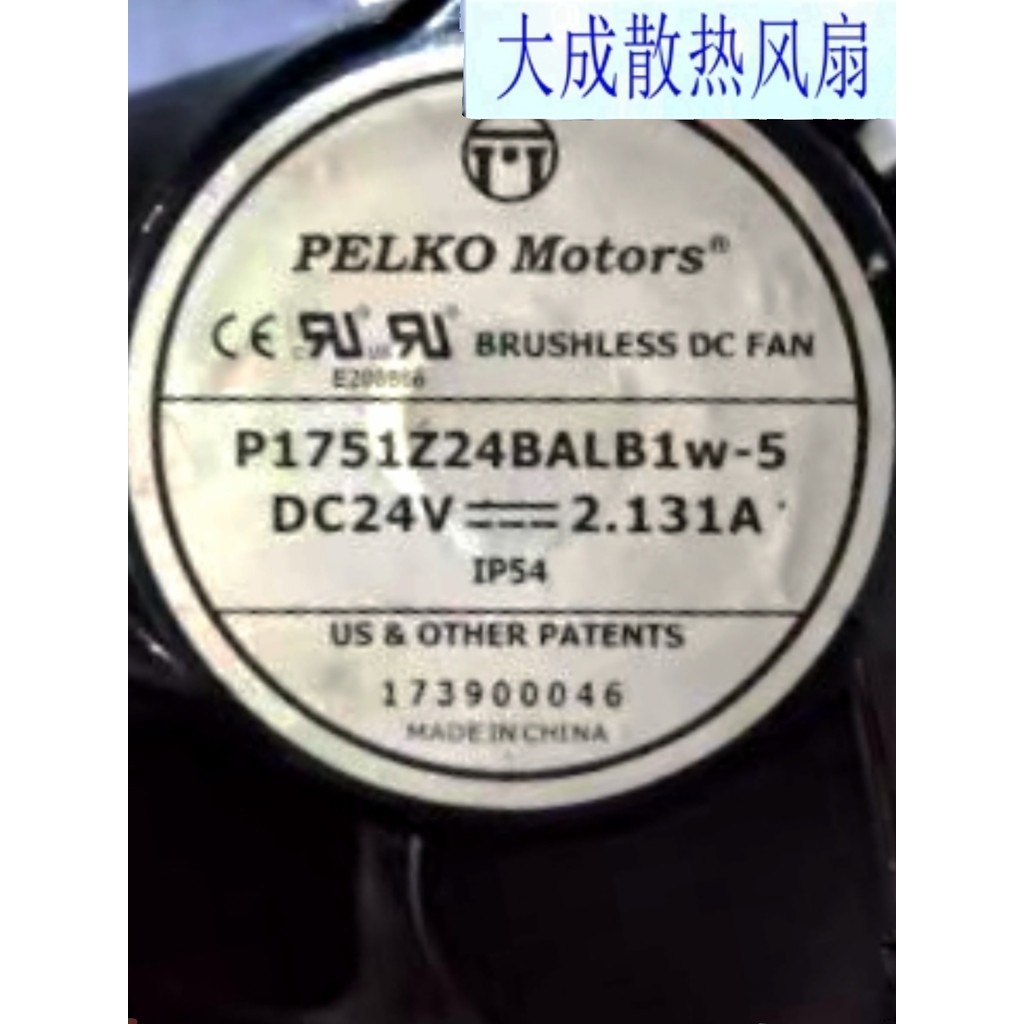 大成散热风扇
PELKO Motors®
CE BRUSHLESS DC FAN
P1751Z24BALB1w-5
DC24V 2.131A
IP54
US & OTHER PATENTS
173900046
MADE IN CHINA